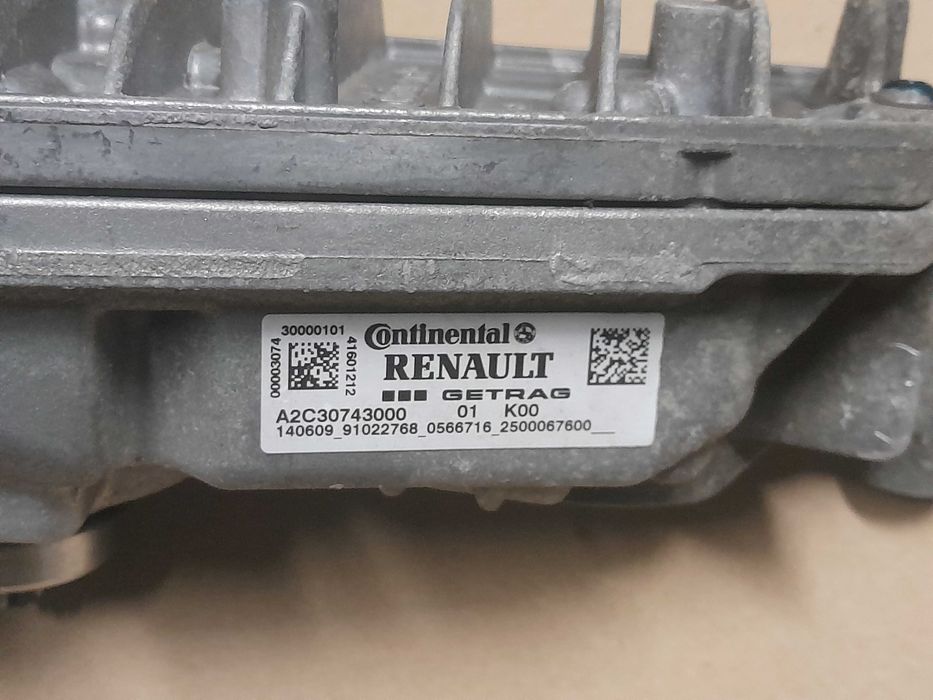 30000101
00003074
41601212
Continental
RENAULT
GETRAG
A2C30743000 01 K00
140609_91022768_0566716_2500067600___